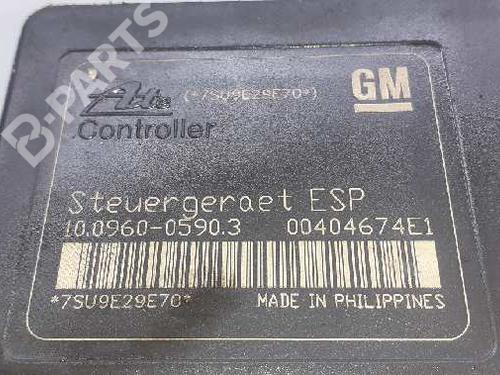 B-PARTS
Ate (*7SU9E29E70*) GM
Controller
Steuergeraet ESP
10.0960-0590.3 00404674E1
*7SU9E29E70* MADE IN PHILIPPINES